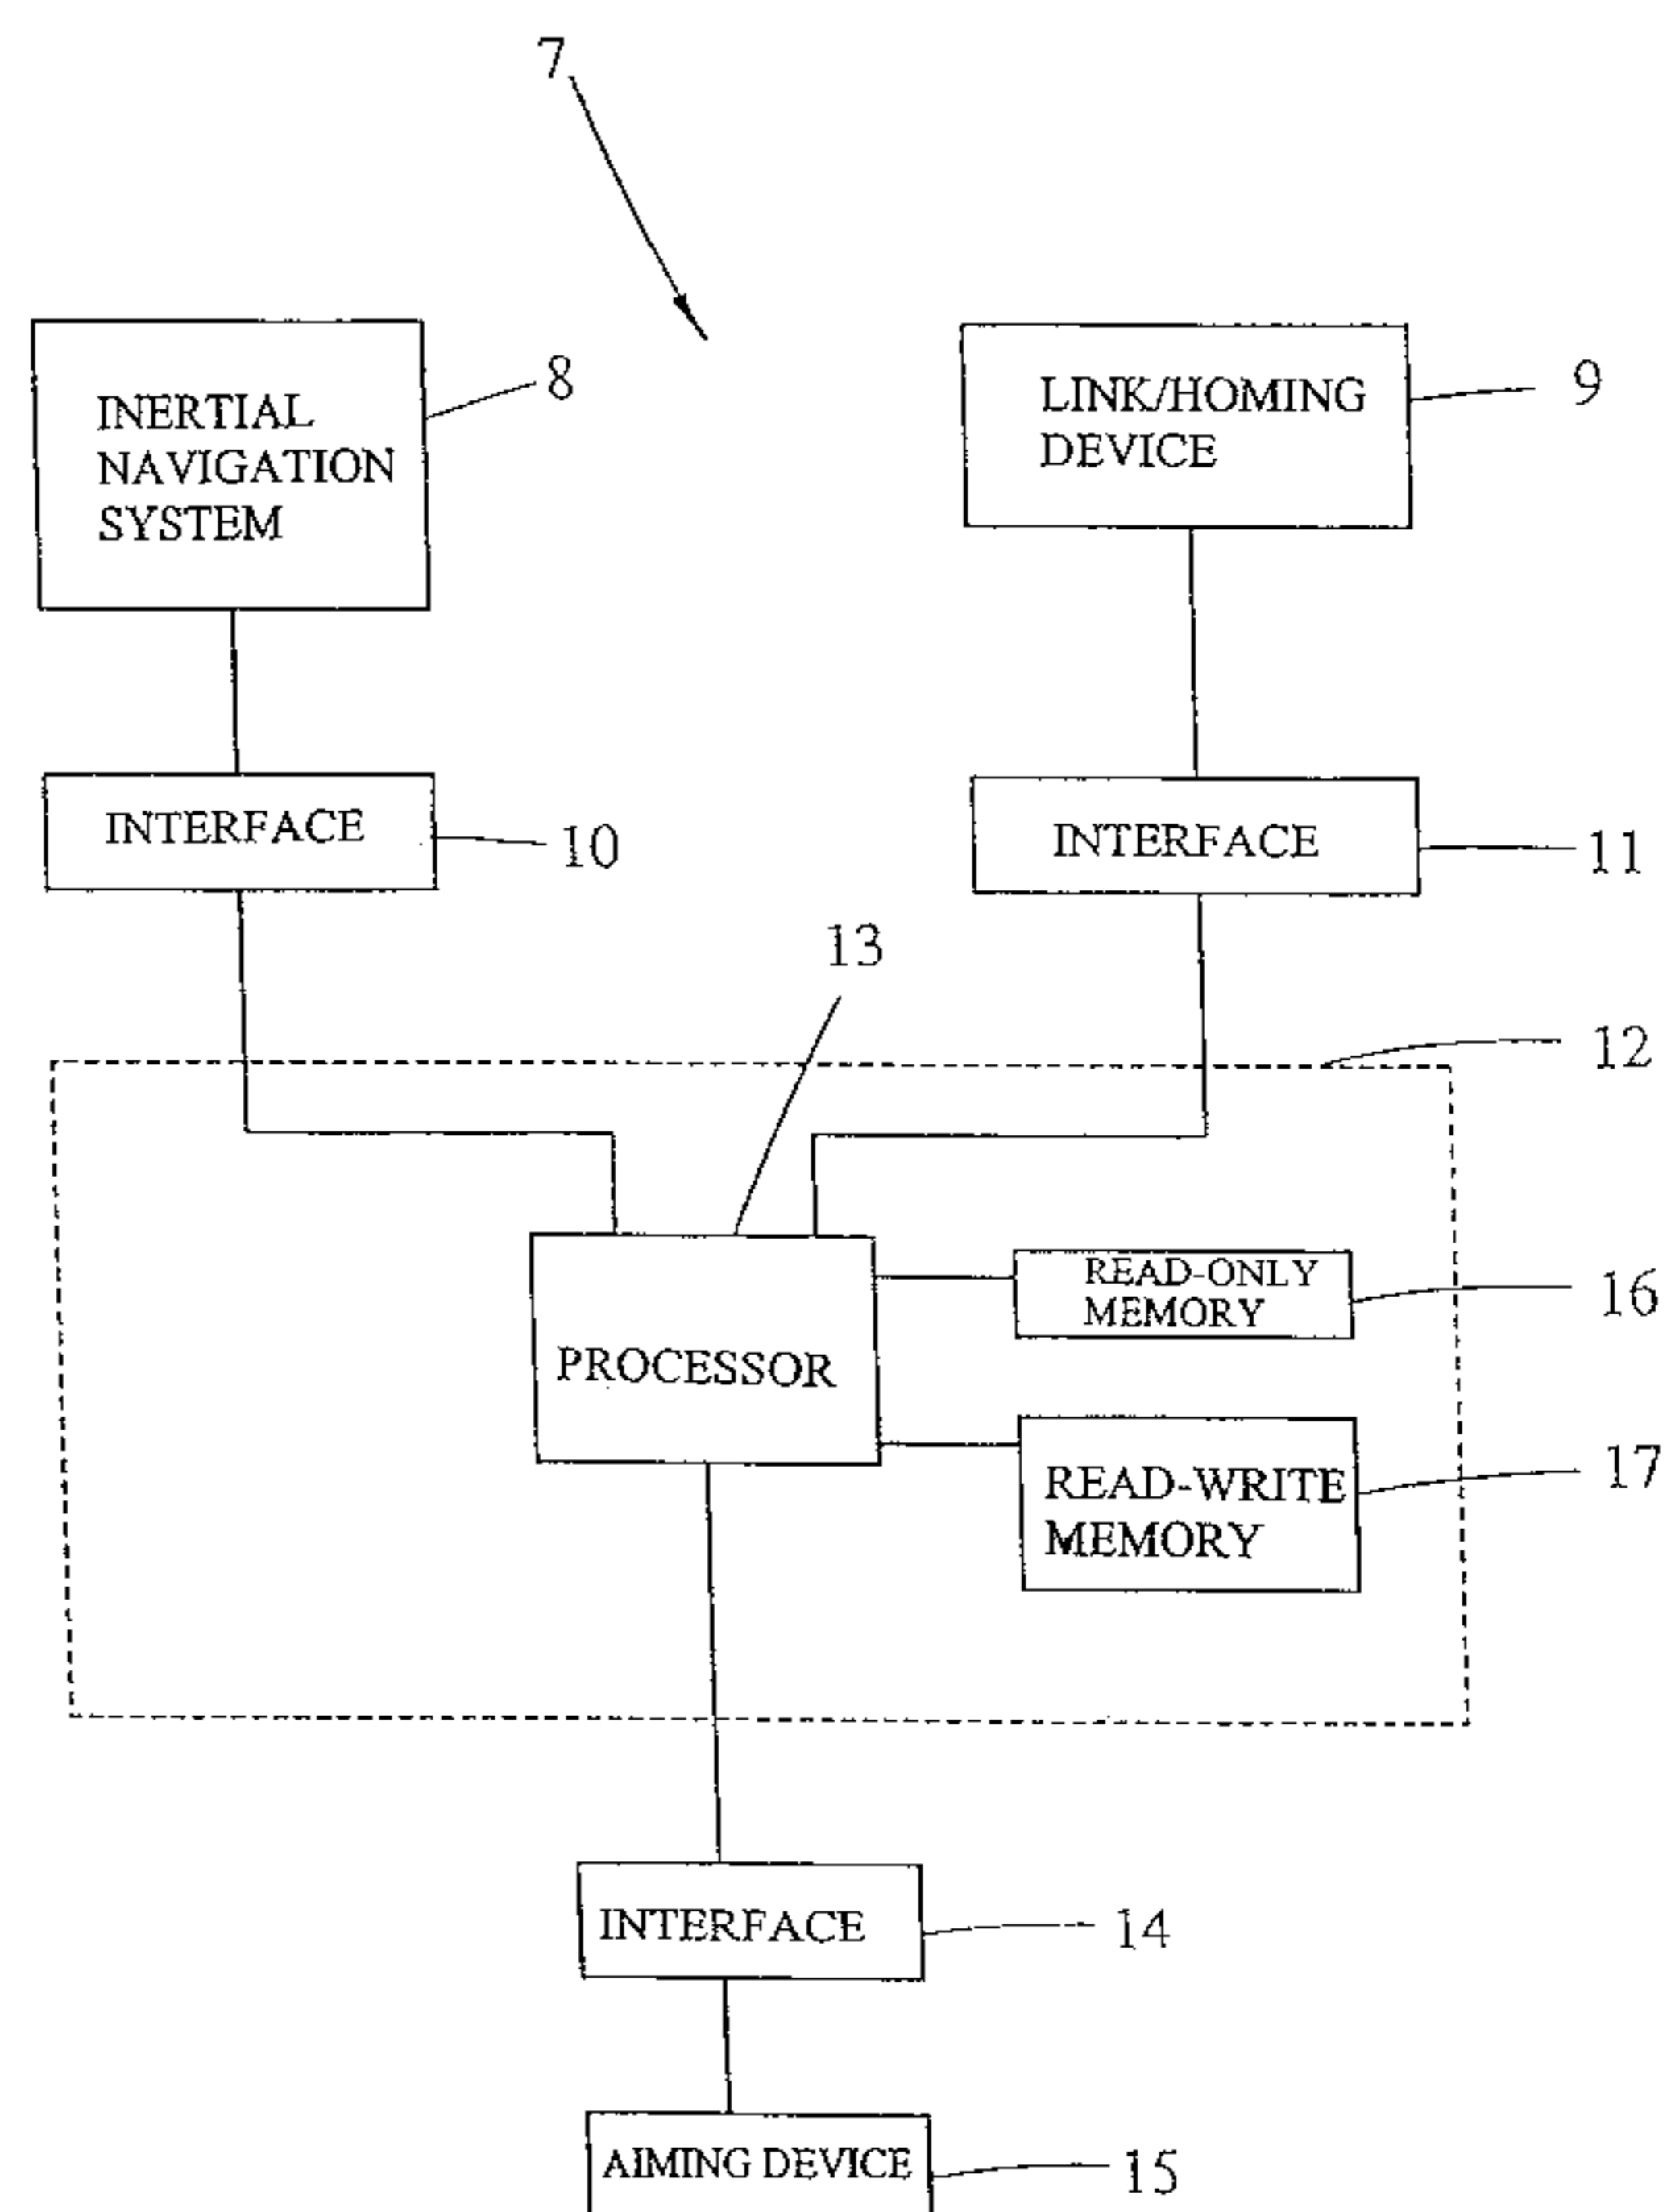 7
INERTIAL
NAVIGATION
SYSTEM
8
LINK/HOMING
DEVICE
9
INTERFACE
10
INTERFACE
11
13
12
PROCESSOR
READ-ONLY
MEMORY
16
READ-WRITE
MEMORY
17
INTERFACE
14
AIMING DEVICE
15